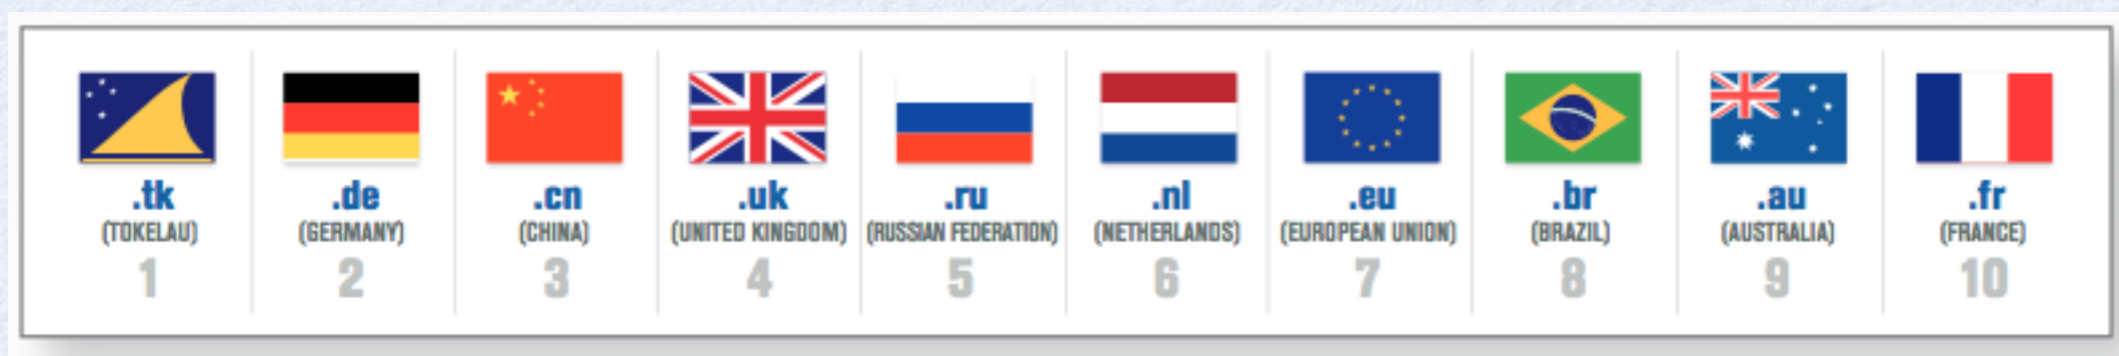 .tk
(TOKELAU)
1
.de
(GERMANY)
2
.cn
(CHINA)
3
.uk
(UNITED KINGDOM)
4
.ru
(RUSSIAN FEDERATION)
5
.nl
(NETHERLANDS)
6
.eu
(EUROPEAN UNION)
7
.br
(BRAZIL)
8
.au
(AUSTRALIA)
9
.fr
(FRANCE)
10